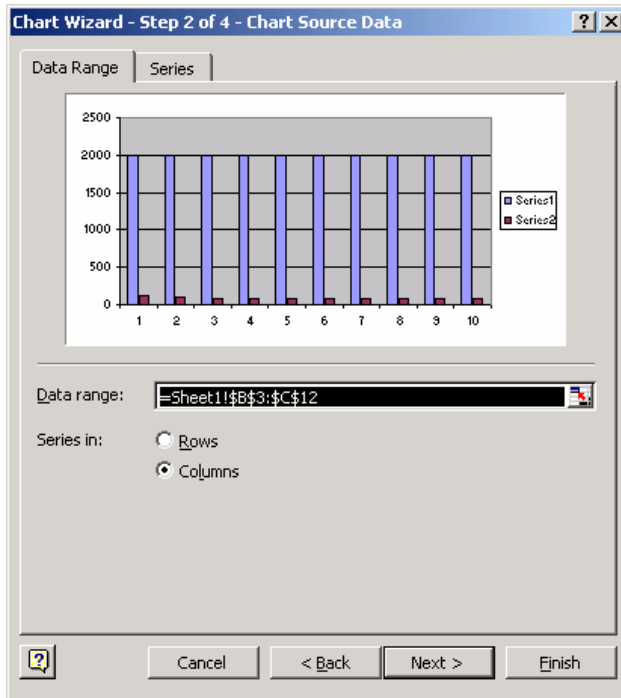 Chart Wizard - Step 2 of 4 - Chart Source Data
Data Range Series
2500
2000
1500
1000
500
0
1 2 3 4 5 6 7 8 9 10
Series1
Series2
Data range: =Sheet1!$B$3:$C$12
Series in: Rows
Columns
Cancel < Back Next > Finish